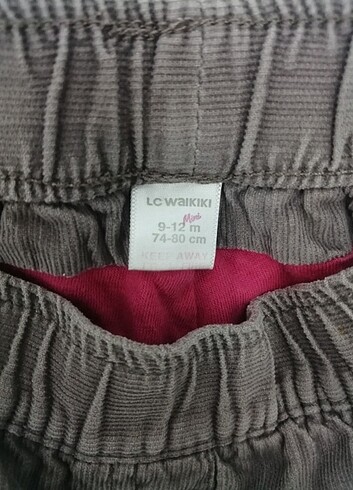 LC WAIKIKI
Mini
9-12 m
74-80 cm
KEEP AWAY